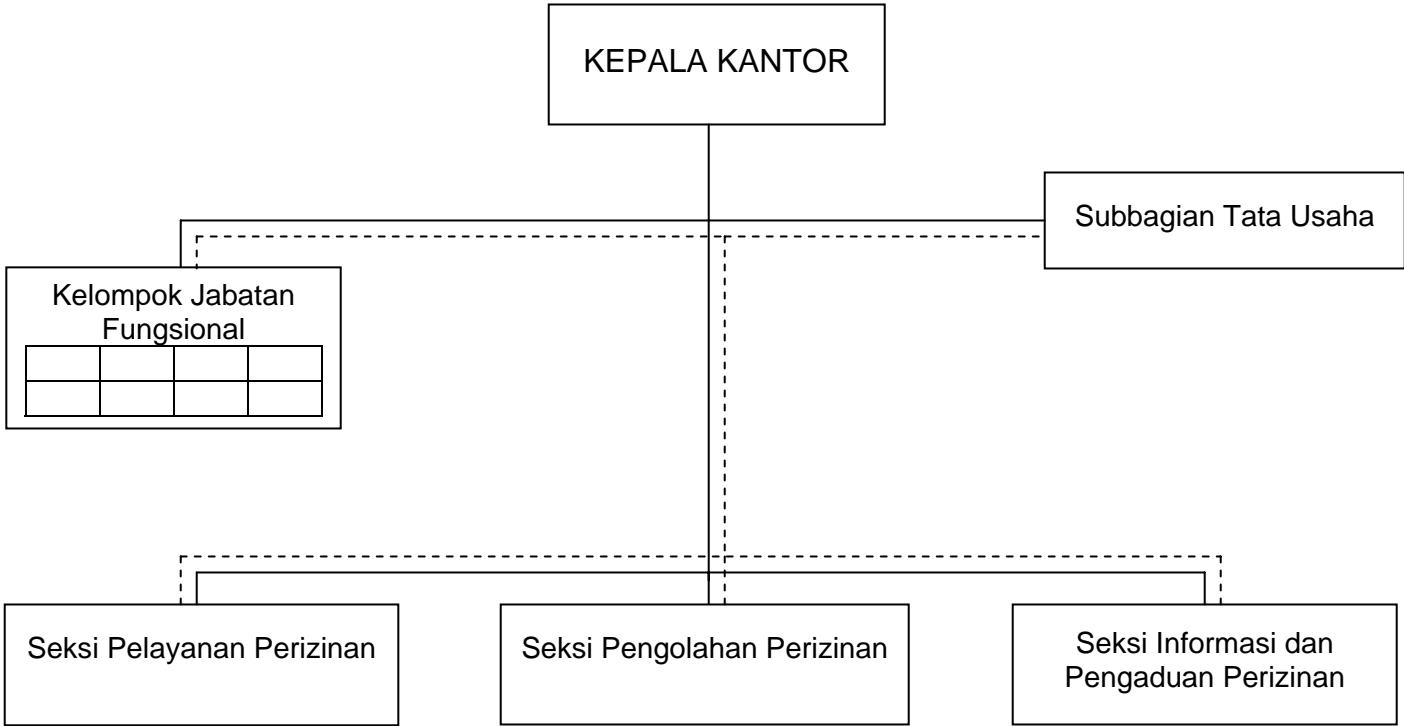 KEPALA KANTOR
Subbagian Tata Usaha
Kelompok Jabatan
Fungsional
Seksi Pelayanan Perizinan
Seksi Pengolahan Perizinan
Seksi Informasi dan
Pengaduan Perizinan